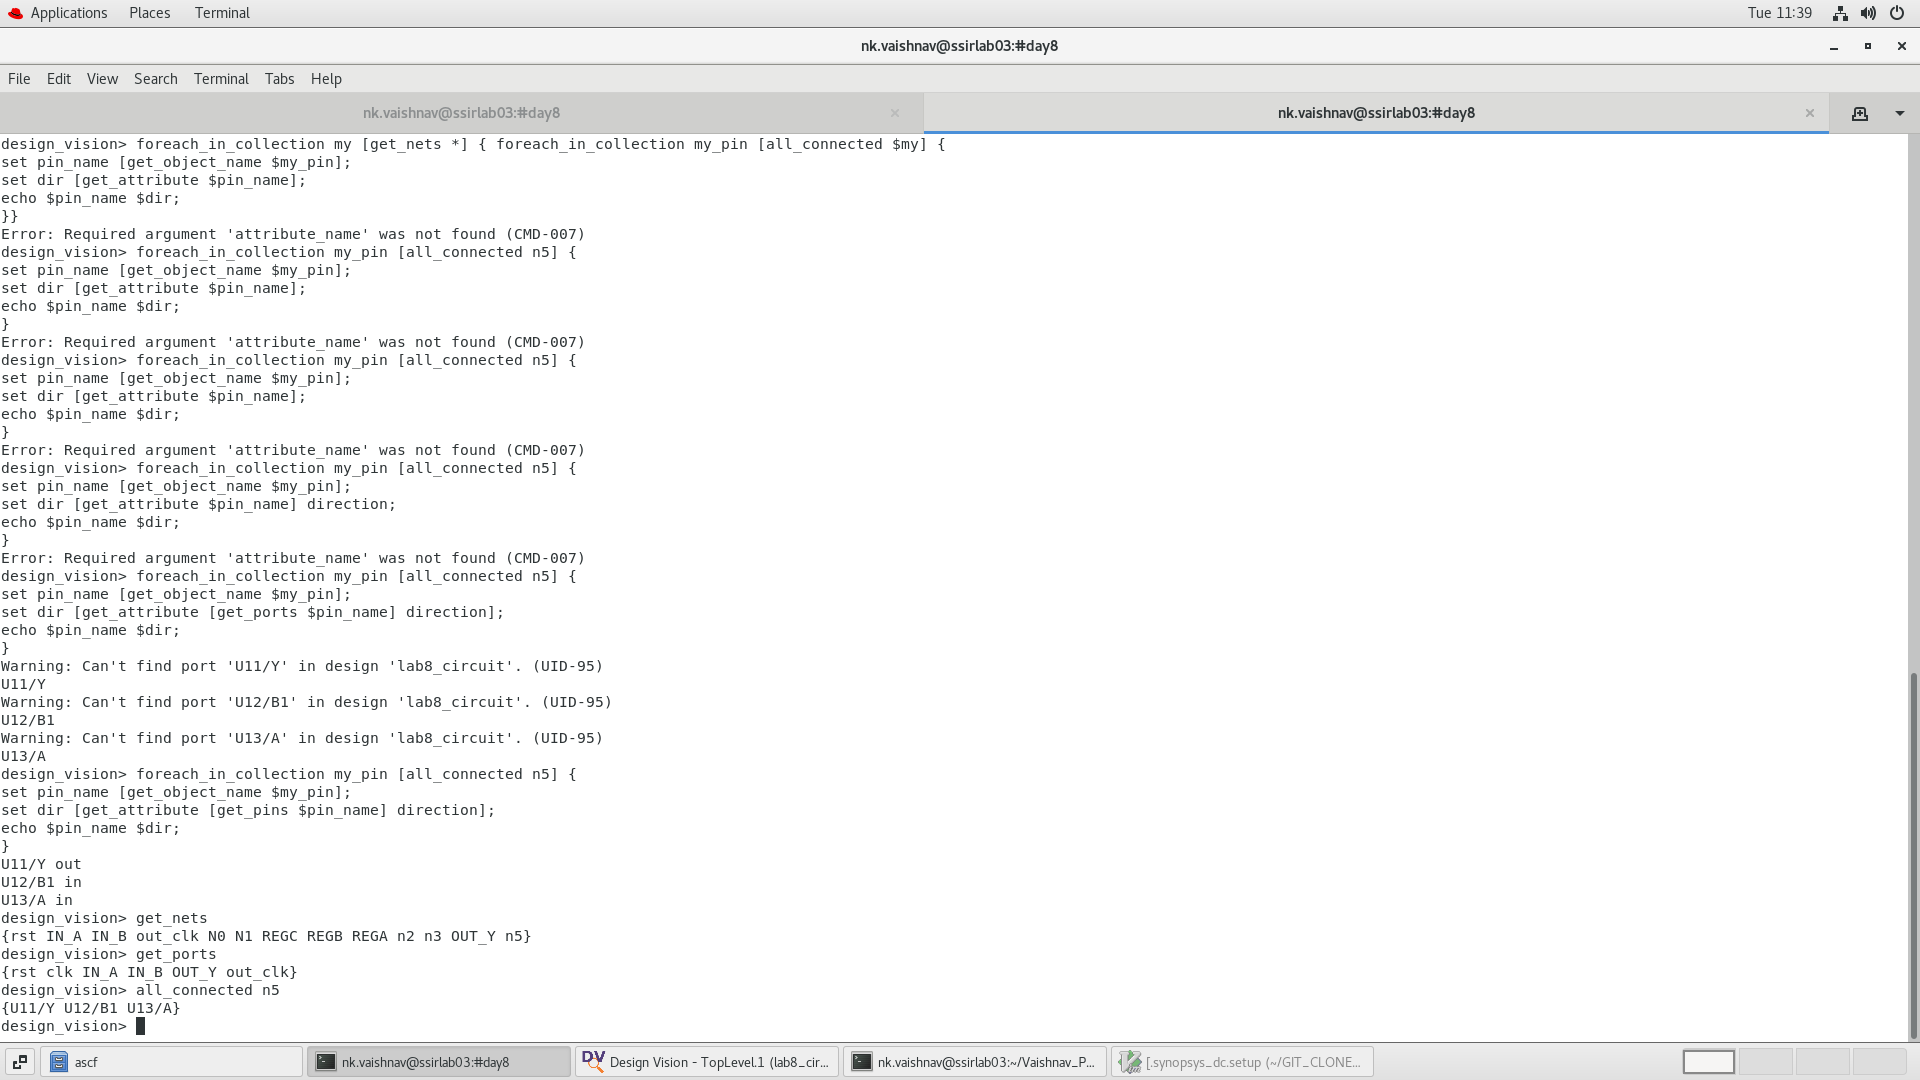 Applications Places Terminal Tue 11:39
nk.vaishnav@ssirlab03:#day8
File Edit View Search Terminal Tabs Help
nk.vaishnav@ssirlab03:#day8 × nk.vaishnav@ssirlab03:#day8 ×
design_vision> foreach_in_collection my [get_nets *] { foreach_in_collection my_pin [all_connected $my] {
set pin_name [get_object_name $my_pin];
set dir [get_attribute $pin_name];
echo $pin_name $dir;
}}
Error: Required argument 'attribute_name' was not found (CMD-007)
design_vision> foreach_in_collection my_pin [all_connected n5] {
set pin_name [get_object_name $my_pin];
set dir [get_attribute $pin_name];
echo $pin_name $dir;
}
Error: Required argument 'attribute_name' was not found (CMD-007)
design_vision> foreach_in_collection my_pin [all_connected n5] {
set pin_name [get_object_name $my_pin];
set dir [get_attribute $pin_name];
echo $pin_name $dir;
}
Error: Required argument 'attribute_name' was not found (CMD-007)
design_vision> foreach_in_collection my_pin [all_connected n5] {
set pin_name [get_object_name $my_pin];
set dir [get_attribute $pin_name] direction;
echo $pin_name $dir;
}
Error: Required argument 'attribute_name' was not found (CMD-007)
design_vision> foreach_in_collection my_pin [all_connected n5] {
set pin_name [get_object_name $my_pin];
set dir [get_attribute [get_ports $pin_name] direction];
echo $pin_name $dir;
}
Warning: Can't find port 'U11/Y' in design 'lab8_circuit'. (UID-95)
U11/Y
Warning: Can't find port 'U12/B1' in design 'lab8_circuit'. (UID-95)
U12/B1
Warning: Can't find port 'U13/A' in design 'lab8_circuit'. (UID-95)
U13/A
design_vision> foreach_in_collection my_pin [all_connected n5] {
set pin_name [get_object_name $my_pin];
set dir [get_attribute [get_pins $pin_name] direction];
echo $pin_name $dir;
}
U11/Y out
U12/B1 in
U13/A in
design_vision> get_nets
{rst IN_A IN_B out_clk N0 N1 REGC REGB REGA n2 n3 OUT_Y n5}
design_vision> get_ports
{rst clk IN_A IN_B OUT_Y out_clk}
design_vision> all_connected n5
{U11/Y U12/B1 U13/A}
design_vision>
ascf nk.vaishnav@ssirlab03:#day8 DV Design Vision - TopLevel.1 (lab8_cir... nk.vaishnav@ssirlab03:~/Vaishnav_P... [.synopsys_dc.setup (~/GIT_CLONE...